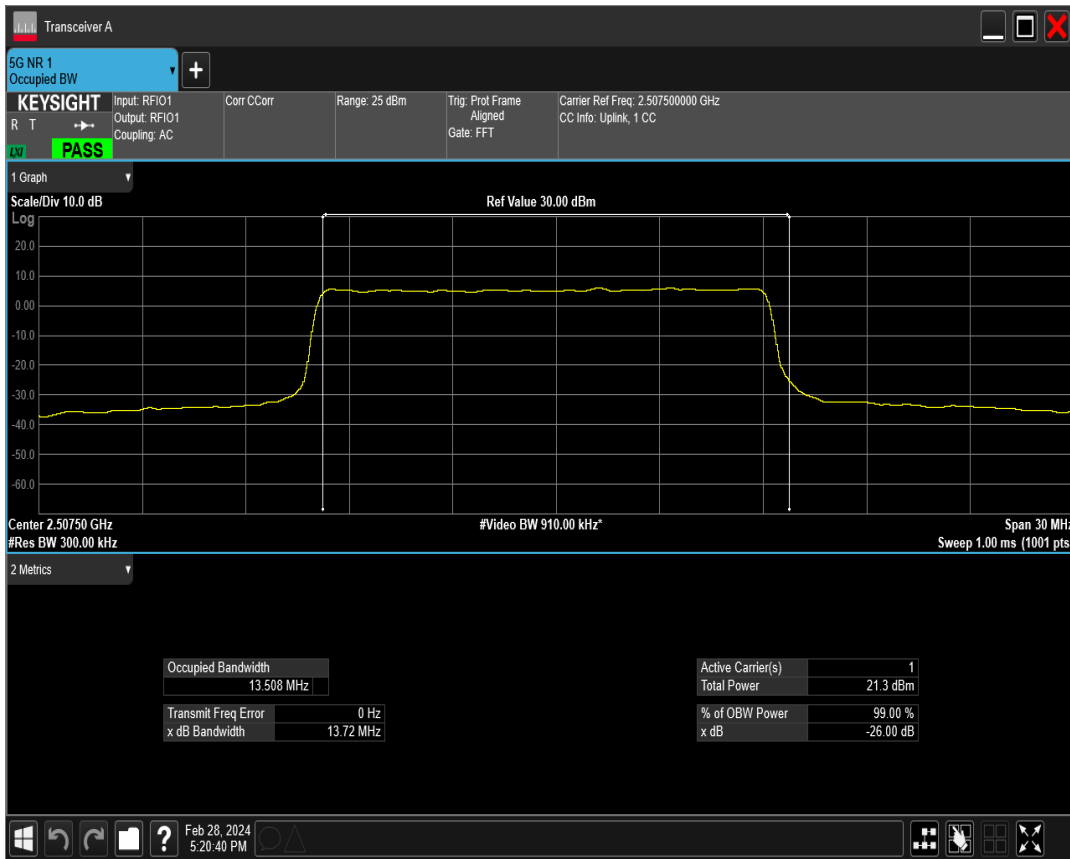 Transceiver A
5G NR 1
Occupied BW
KEYSIGHT
R T
LXI
PASS
Input: RFIO1
Output: RFIO1
Coupling: AC
Corr CCorr
Range: 25 dBm
Trig: Prot Frame
Aligned
Gate: FFT
Carrier Ref Freq: 2.507500000 GHz
CC Info: Uplink, 1 CC
1 Graph
Scale/Div 10.0 dB
Ref Value 30.00 dBm
Log
20.0
10.0
0.00
-10.0
-20.0
-30.0
-40.0
-50.0
-60.0
Center 2.50750 GHz
#Video BW 910.00 kHz*
Span 30 MHz
#Res BW 300.00 kHz
Sweep 1.00 ms (1001 pts
2 Metrics
Occupied Bandwidth
13.508 MHz
Transmit Freq Error 0 Hz
x dB Bandwidth 13.72 MHz
Active Carrier(s) 1
Total Power 21.3 dBm
% of OBW Power 99.00 %
x dB -26.00 dB
?
Feb 28, 2024
5:20:40 PM